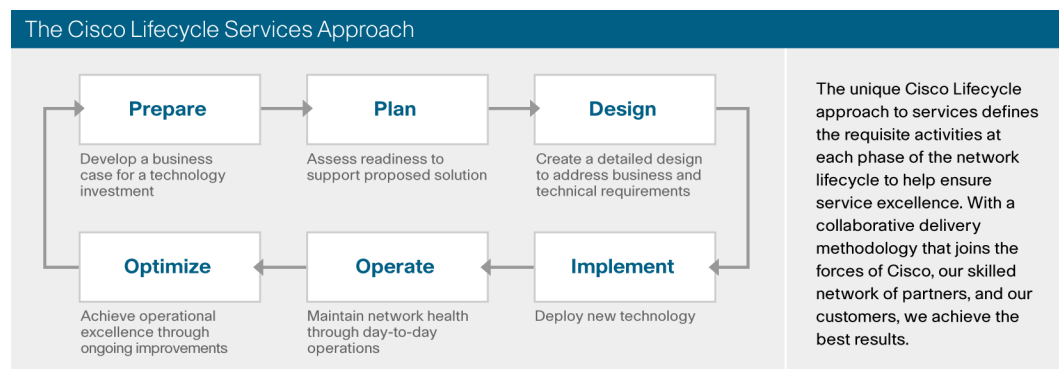 The Cisco Lifecycle Services Approach
Prepare
Develop a business
case for a technology
investment
Plan
Assess readiness to
support proposed solution
Design
Create a detailed design
to address business and
technical requirements
Optimize
Achieve operational
excellence through
ongoing improvements
Operate
Maintain network health
through day-to-day
operations
Implement
Deploy new technology
The unique Cisco Lifecycle
approach to services defines
the requisite activities at
each phase of the network
lifecycle to help ensure
service excellence. With a
collaborative delivery
methodology that joins the
forces of Cisco, our skilled
network of partners, and our
customers, we achieve the
best results.